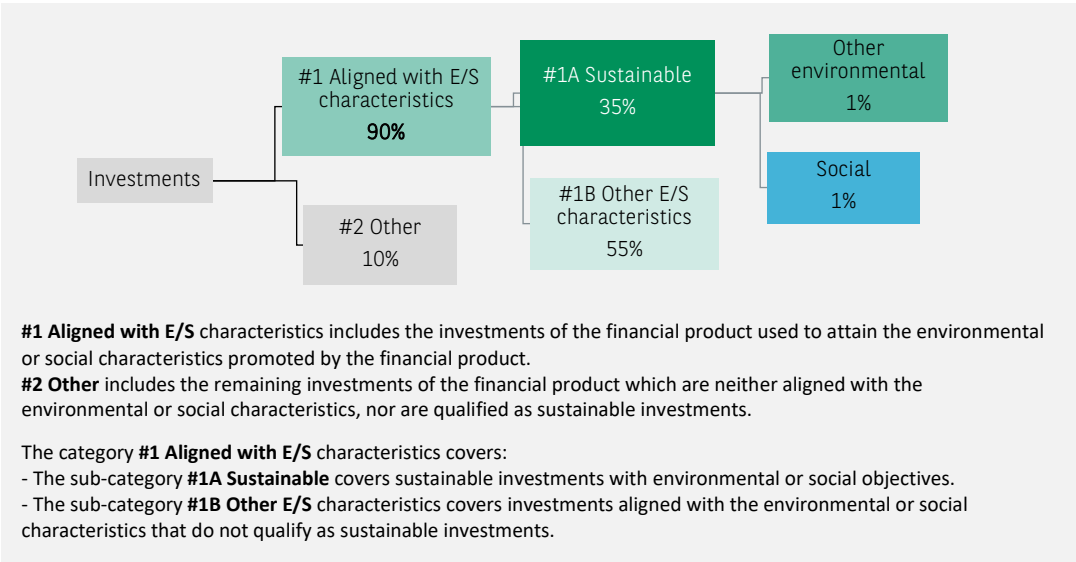 Investments
#1 Aligned with E/S
characteristics
90%
#2 Other
10%
#1A Sustainable
35%
#1B Other E/S
characteristics
55%
Other
environmental
1%
Social
1%
#1 Aligned with E/S characteristics includes the investments of the financial product used to attain the environmental
or social characteristics promoted by the financial product.
#2 Other includes the remaining investments of the financial product which are neither aligned with the
environmental or social characteristics, nor are qualified as sustainable investments.
The category #1 Aligned with E/S characteristics covers:
- The sub-category #1A Sustainable covers sustainable investments with environmental or social objectives.
- The sub-category #1B Other E/S characteristics covers investments aligned with the environmental or social
characteristics that do not qualify as sustainable investments.